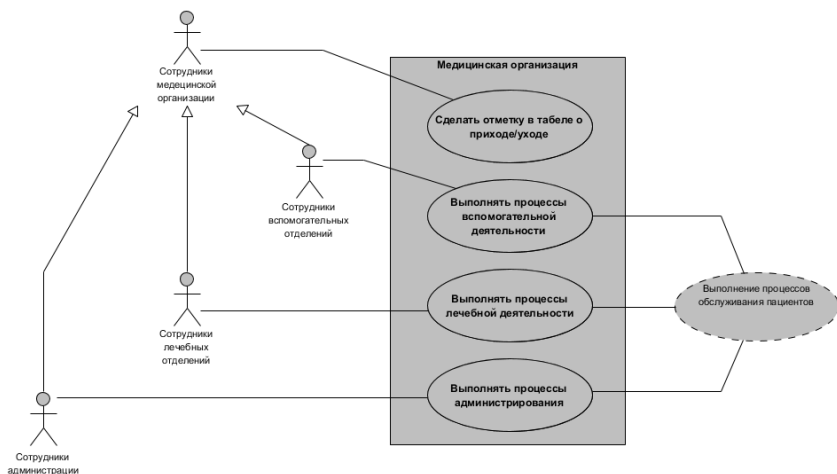 Сотрудники
медецинской
организации
Медицинская организация
Сделать отметку в табеле о
приходе/уходе
Сотрудники
вспомогательных
отделений
Выполнять процессы
вспомогательной
деятельности
Выполнение процессов
обслуживания пациентов
Сотрудники
лечебных
отделений
Выполнять процессы
лечебной деятельности
Выполнять процессы
администрирования
Сотрудники
администрации